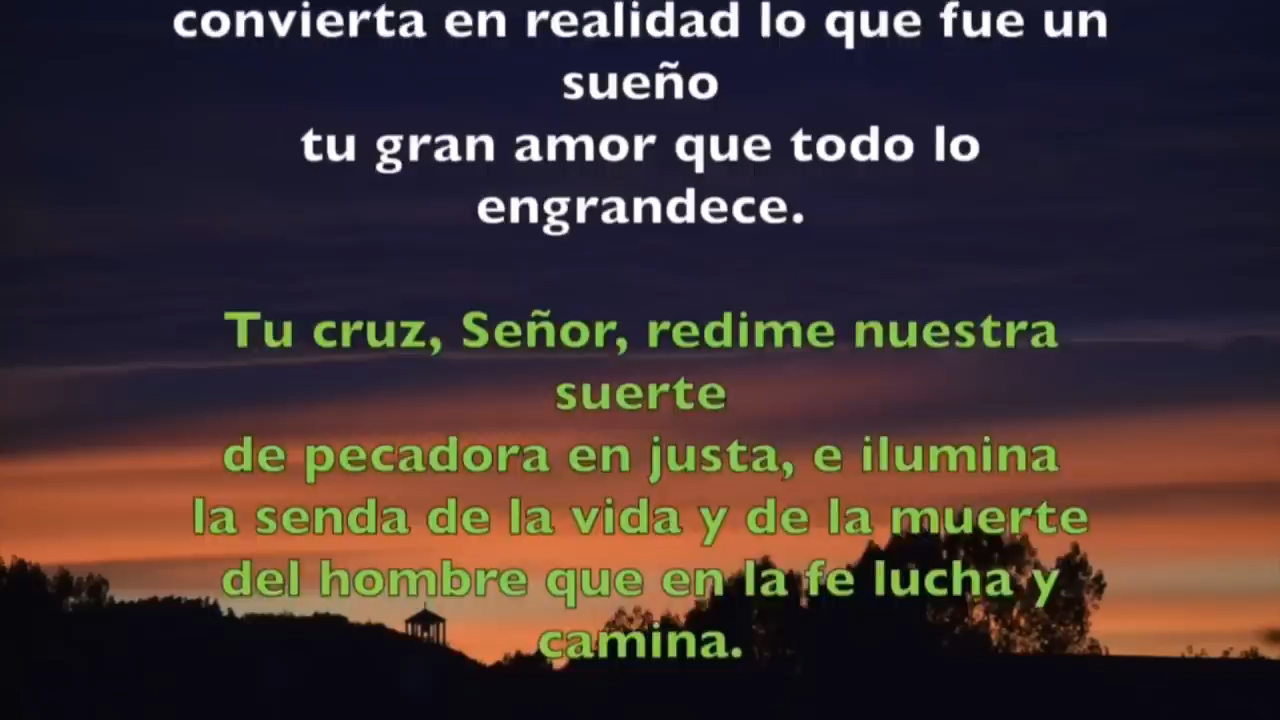 convierta en realidad lo que fue un
sueño
tu gran amor que todo lo
engrandece.
Tu cruz, Señor, redime nuestra
suerte
de pecadora en justa, e ilumina
la senda de la vida y de la muerte
del hombre que en la fe lucha y
camina.